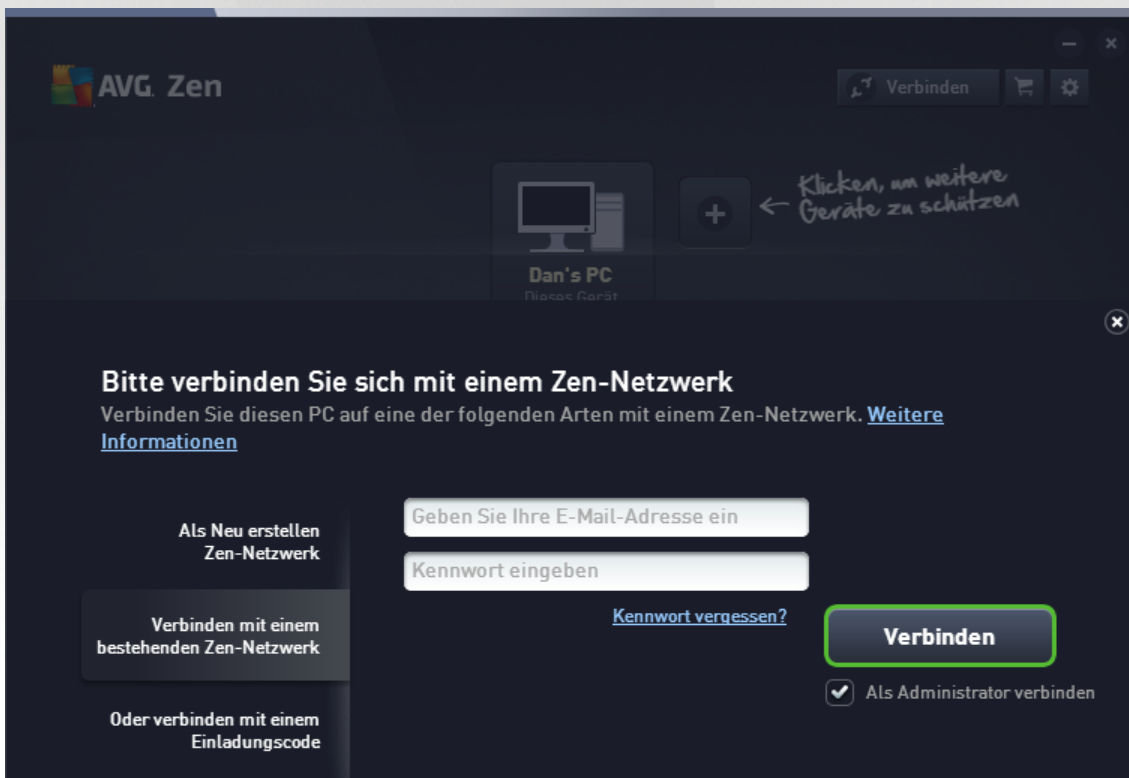 AVG. Zen
Verbinden
Klicken, um weitere
Geräte zu schützen
Dan's PC
Dieses Gerät
Bitte verbinden Sie sich mit einem Zen-Netzwerk
Verbinden Sie diesen PC auf eine der folgenden Arten mit einem Zen-Netzwerk. Weitere
Informationen
Als Neu erstellen
Zen-Netzwerk
Verbinden mit einem
bestehenden Zen-Netzwerk
Oder verbinden mit einem
Einladungscode
Geben Sie Ihre E-Mail-Adresse ein
Kennwort eingeben
Kennwort vergessen?
Verbinden
Als Administrator verbinden